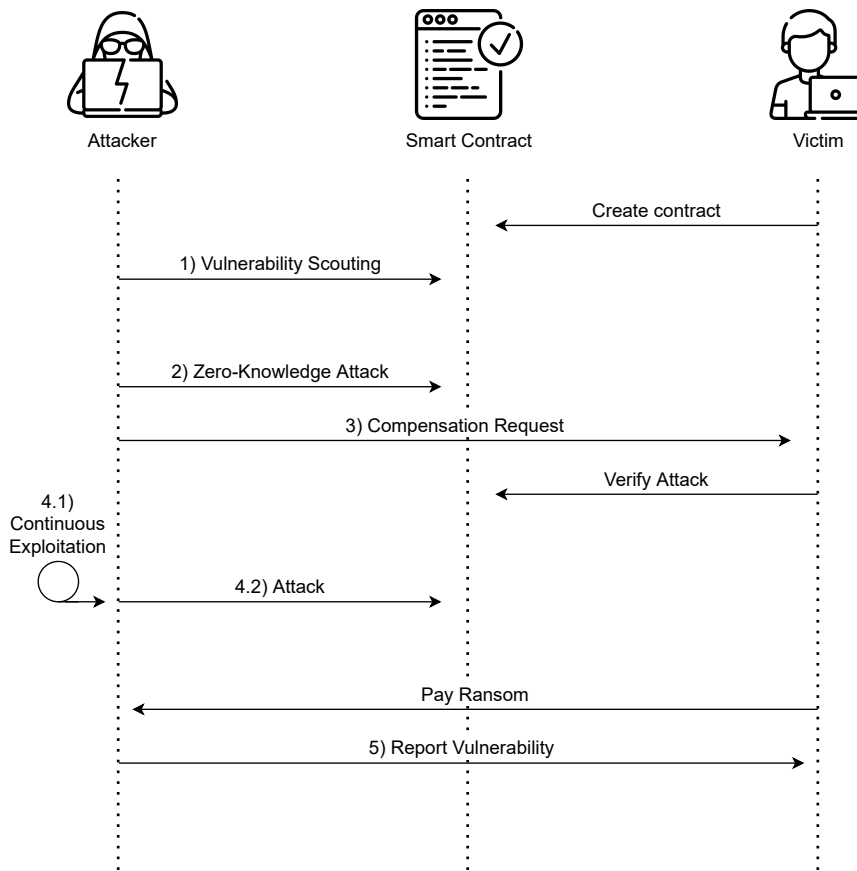 Attacker
Smart Contract
Victim
Create contract
1) Vulnerability Scouting
2) Zero-Knowledge Attack
3) Compensation Request
Verify Attack
4.1)
Continuous
Exploitation
4.2) Attack
Pay Ransom
5) Report Vulnerability